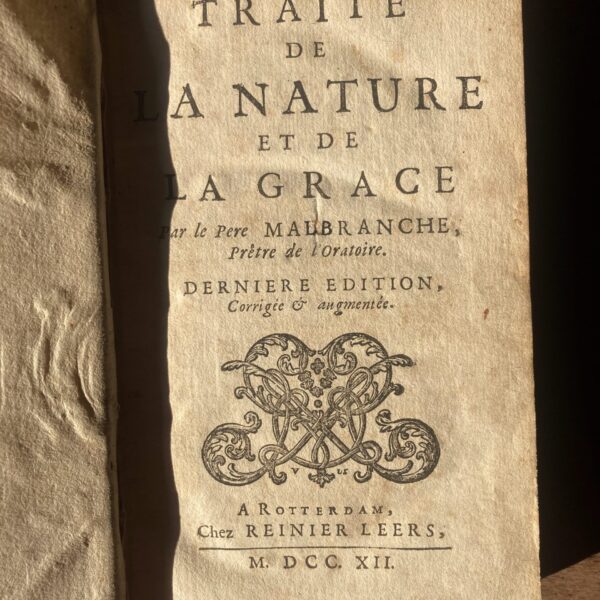 TRAITÉ
DE
LA NATURE
ET DE
LA GRACE
Par le Pere MALBRANCHE,
Prêtre de l'Oratoire.
DERNIERE EDITION,
Corrigée & augmentée.
A ROTTERDAM,
Chez REINIER LEERS,
M. DCC. XII.